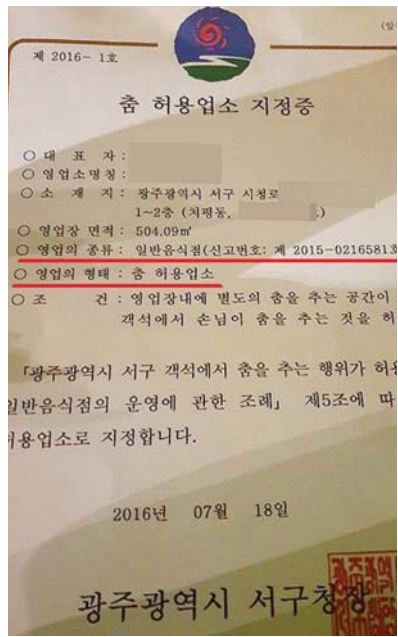 제 2016- 1호
춤 허용업소 지정증
○ 대 표 자 :
○ 영업소명칭 :
○ 소 재 지 : 광주광역시 서구 시청로
1~2층 (치평동, .)
○ 영업장 면적 : 504.09㎡
○ 영업의 종류 : 일반음식점(신고번호: 제 2015-0216581호
○ 영업의 형태 : 춤 허용업소
○ 조 건 : 영업장내에 별도의 춤을 추는 공간이
객석에서 손님이 춤을 추는 것을 허
「광주광역시 서구 객석에서 춤을 추는 행위가 허용
일반음식점의 운영에 관한 조례」 제5조에 따
허용업소로 지정합니다.
2016년 07월 18일
광주광역시 서구청장